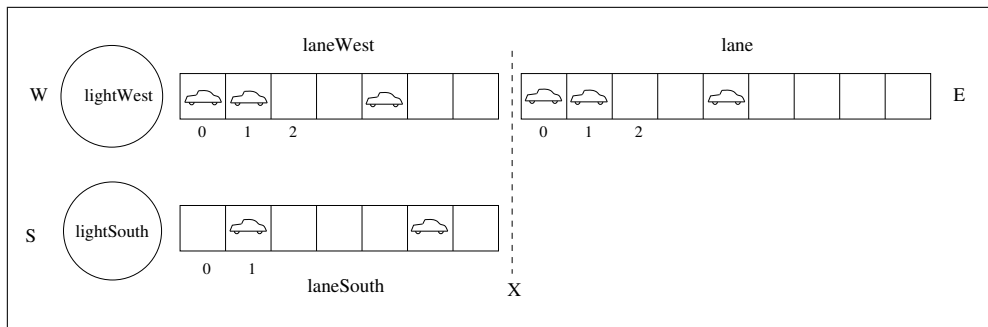 laneWest
lane
W
lightWest
E
0 1 2
0 1 2
S
lightSouth
0 1
laneSouth
X